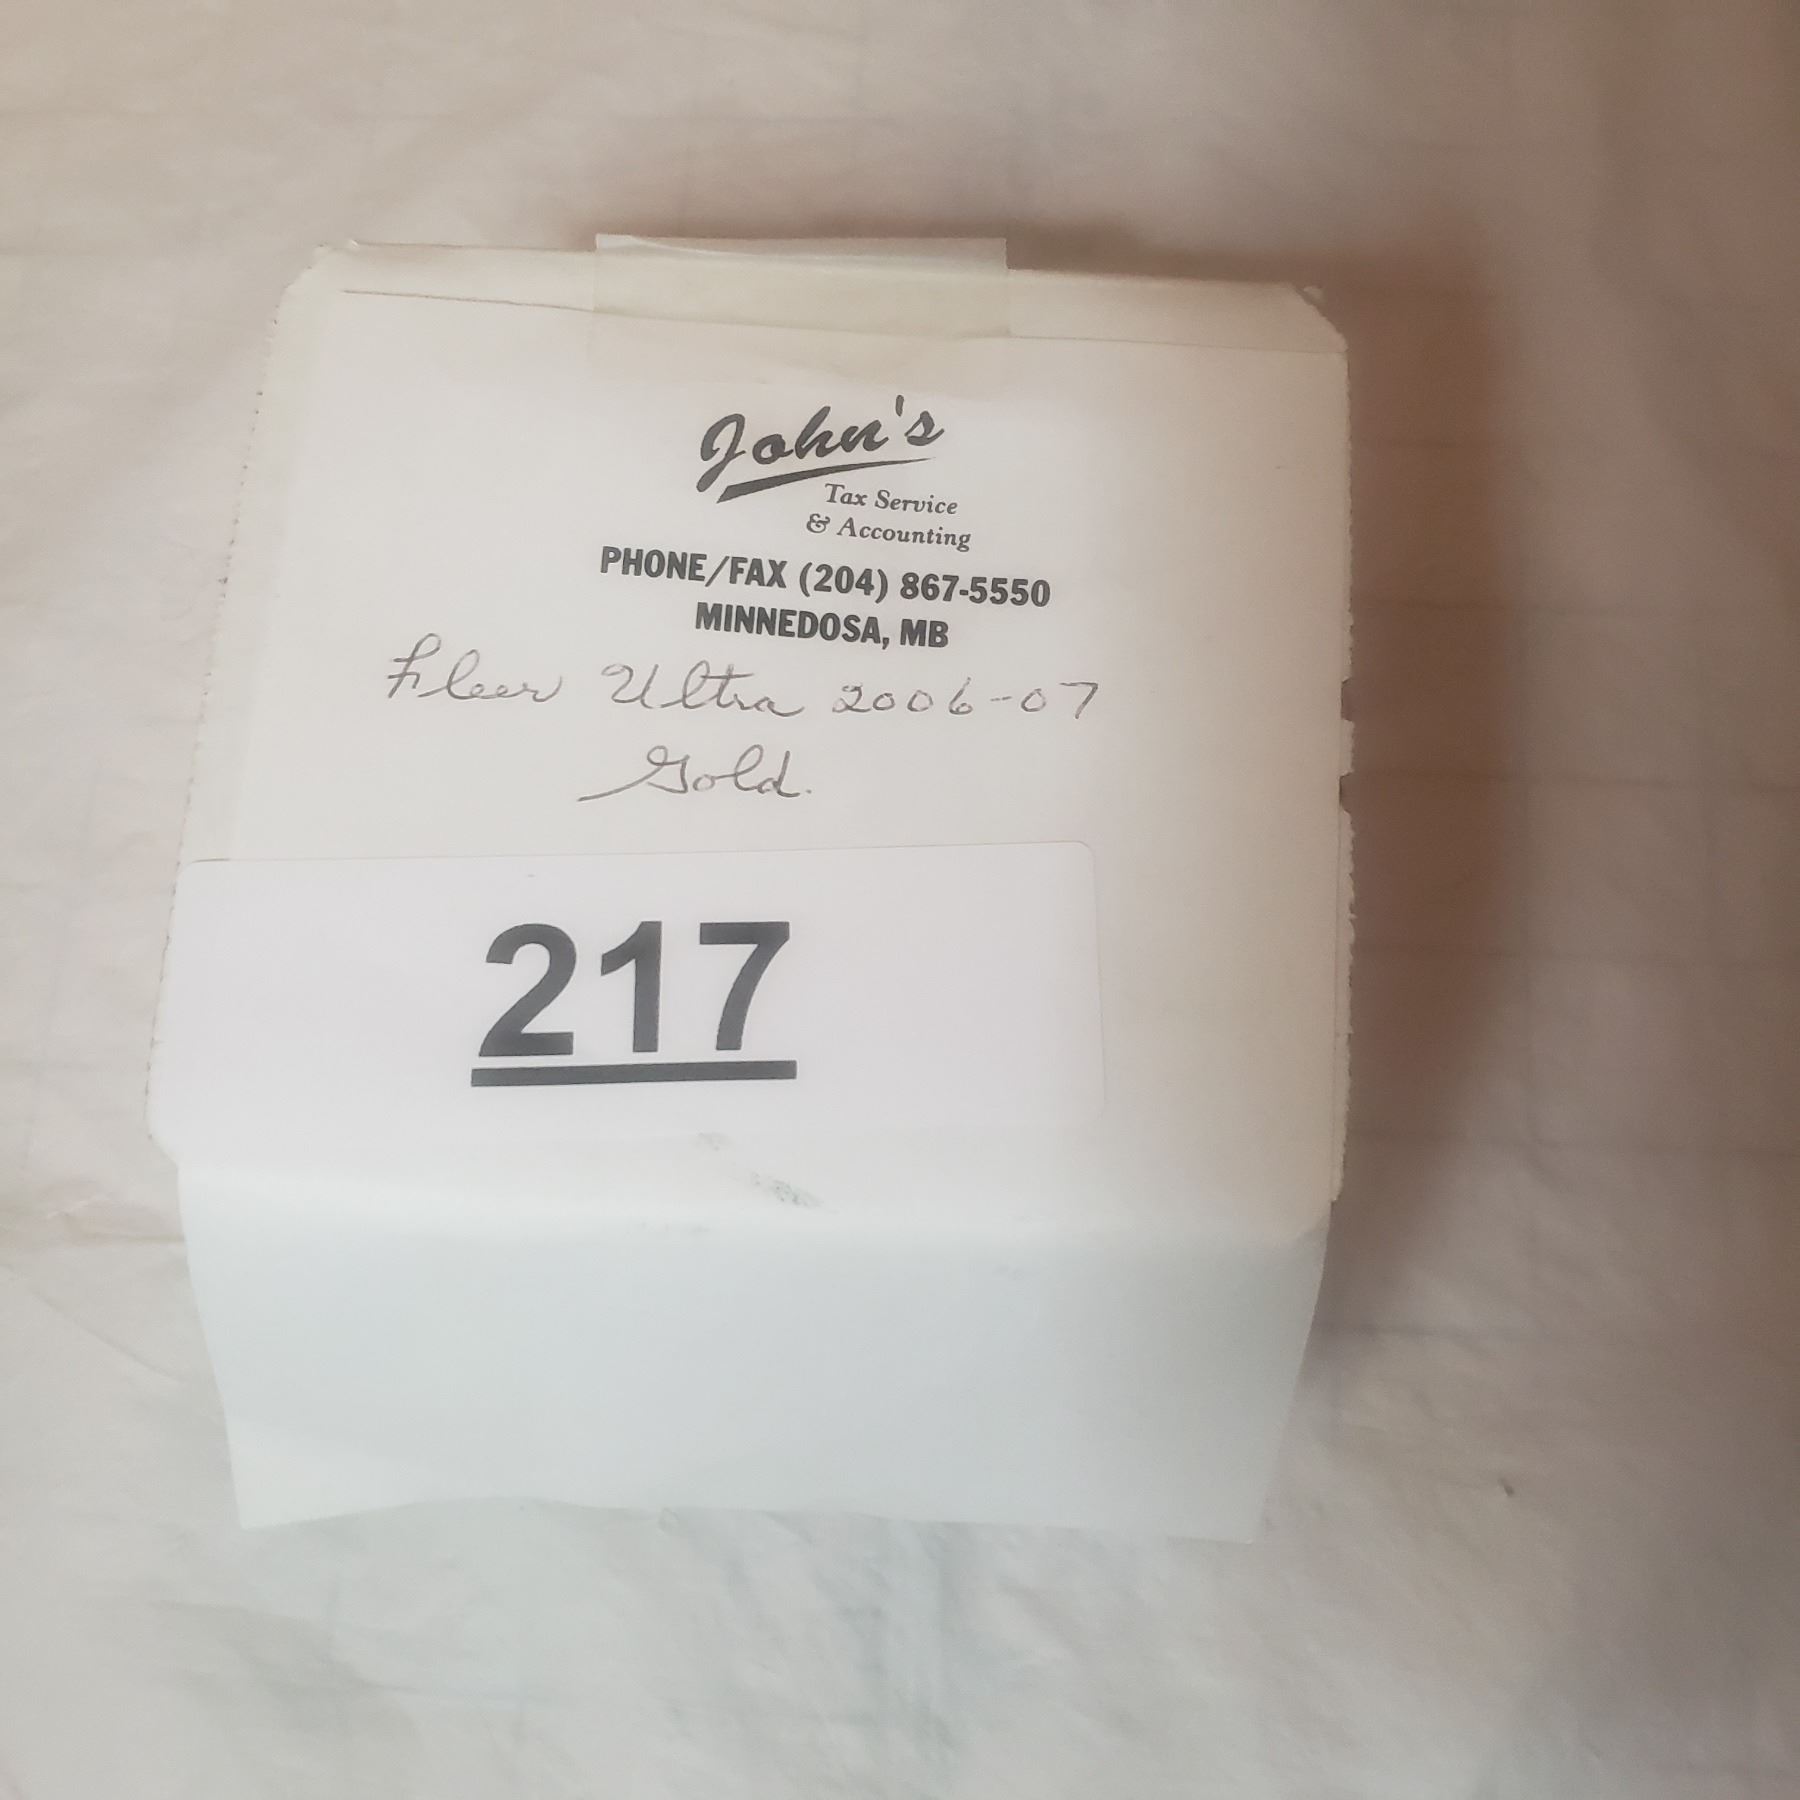 John's
Tax Service
& Accounting
PHONE/FAX (204) 867-5550
MINNEDOSA, MB
Fleer Ultra 2006-07
Gold.
217